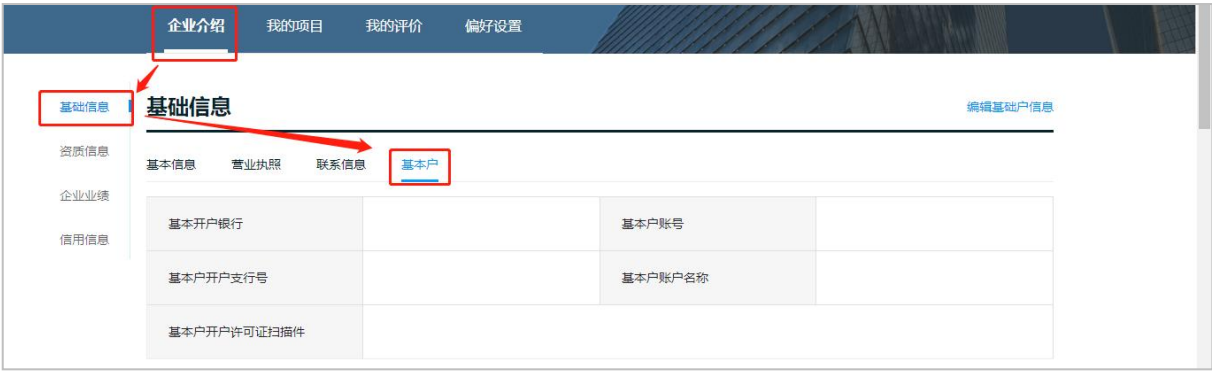 企业介绍 我的项目 我的评价 偏好设置
基础信息
资质信息
企业业绩
信用信息
基础信息 编辑基础户信息
基本信息 营业执照 联系信息 基本户
基本开户银行 基本户账号
基本户开户支行号 基本户账户名称
基本户开户许可证扫描件